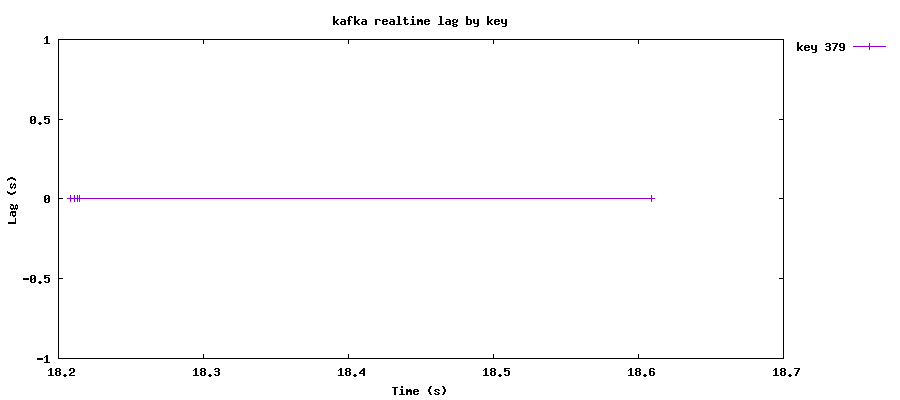 kafka realtime lag by key
key 379
1
0.5
0
-0.5
-1
Lag (s)
18.2 18.3 18.4 18.5 18.6 18.7
Time (s)